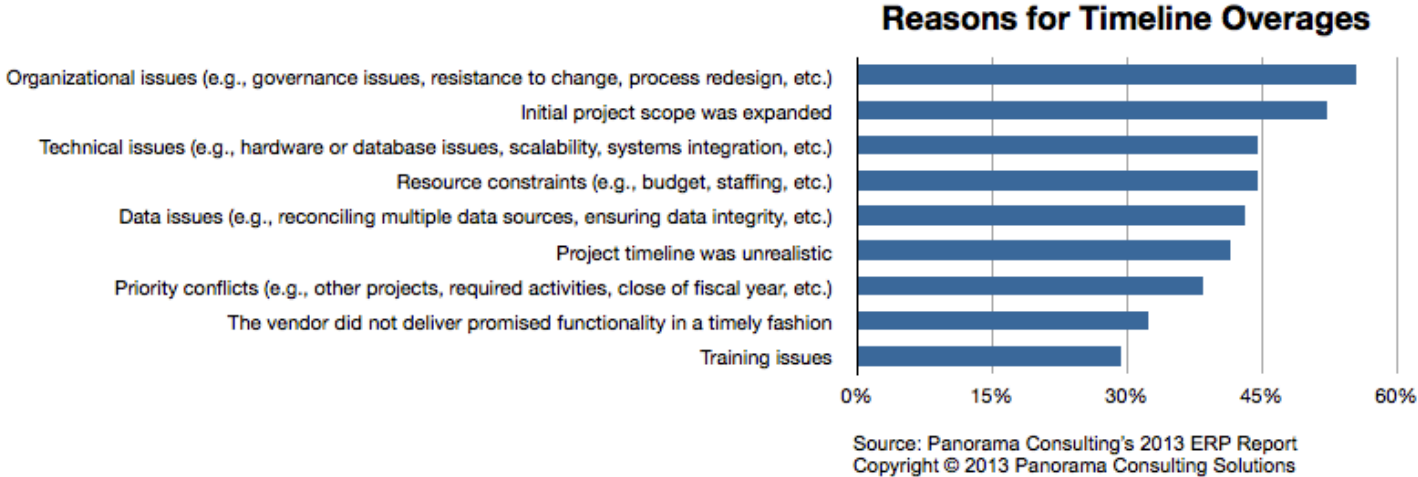 Reasons for Timeline Overages
Organizational issues (e.g., governance issues, resistance to change, process redesign, etc.)
Initial project scope was expanded
Technical issues (e.g., hardware or database issues, scalability, systems integration, etc.)
Resource constraints (e.g., budget, staffing, etc.)
Data issues (e.g., reconciling multiple data sources, ensuring data integrity, etc.)
Project timeline was unrealistic
Priority conflicts (e.g., other projects, required activities, close of fiscal year, etc.)
The vendor did not deliver promised functionality in a timely fashion
Training issues
0% 15% 30% 45% 60%
Source: Panorama Consulting's 2013 ERP Report
Copyright © 2013 Panorama Consulting Solutions